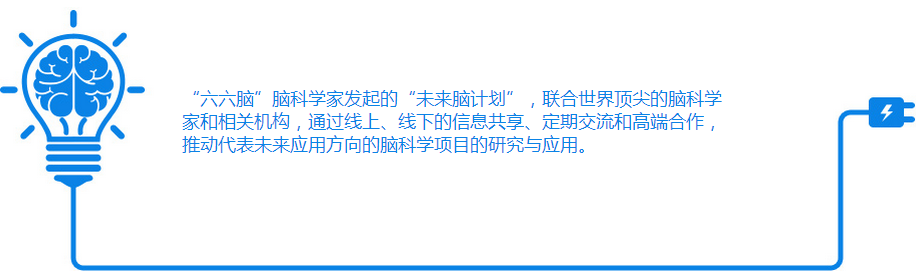 “六六脑”脑科学家发起的“未来脑计划”，联合世界顶尖的脑科学
家和相关机构，通过线上、线下的信息共享、定期交流和高端合作，
推动代表未来应用方向的脑科学项目的研究与应用。